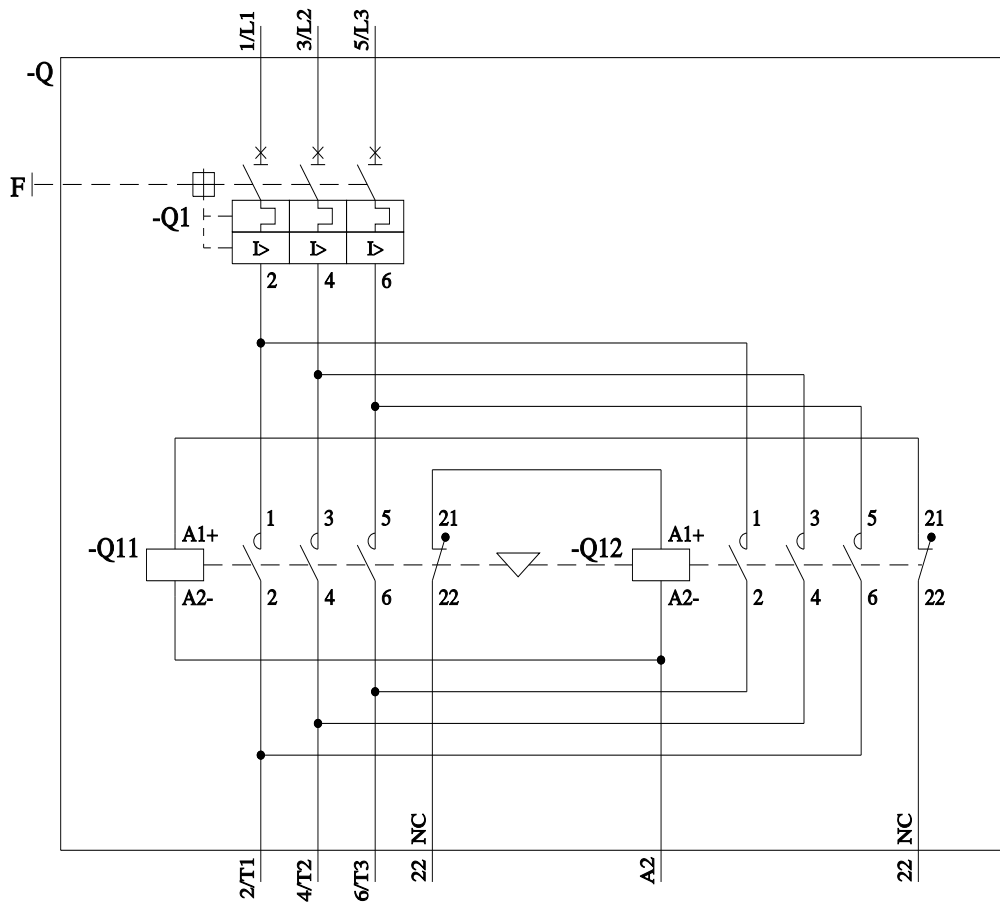 1/L1 3/L2 5/L3
-Q
F
-Q1
I> I> I>
2 4 6
1 3 5 21 1 3 5 21
A1+ A1+
-Q11 -Q12
A2- 2 4 6 22 A2- 2 4 6 22
NC NC
2/T1 4/T2 6/T3 22 A2 22